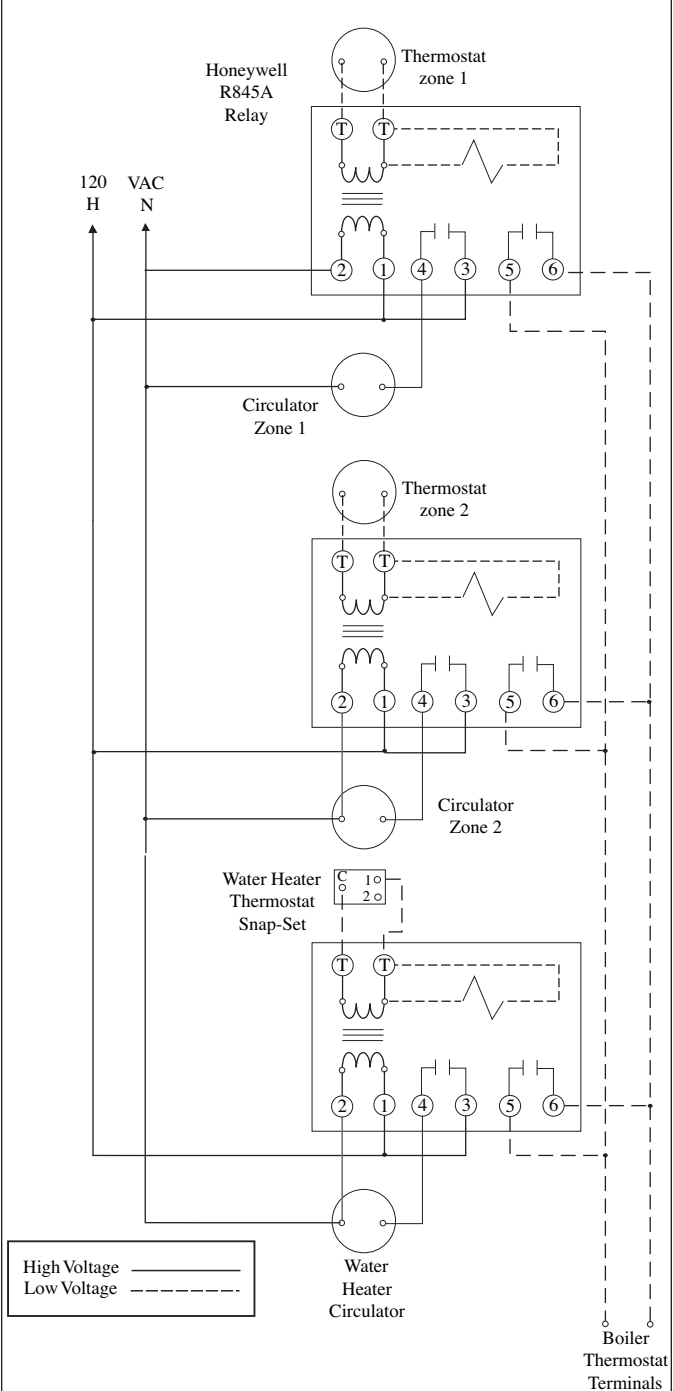 Thermostat
zone 1
Honeywell
R845A
Relay
T T
120 VAC
H N
2 1 4 3 5 6
Circulator
Zone 1
Thermostat
zone 2
T T
2 1 4 3 5 6
Circulator
Zone 2
Water Heater
Thermostat
Snap-Set
C 1
2
T T
2 1 4 3 5 6
High Voltage
Low Voltage
Water
Heater
Circulator
Boiler
Thermostat
Terminals